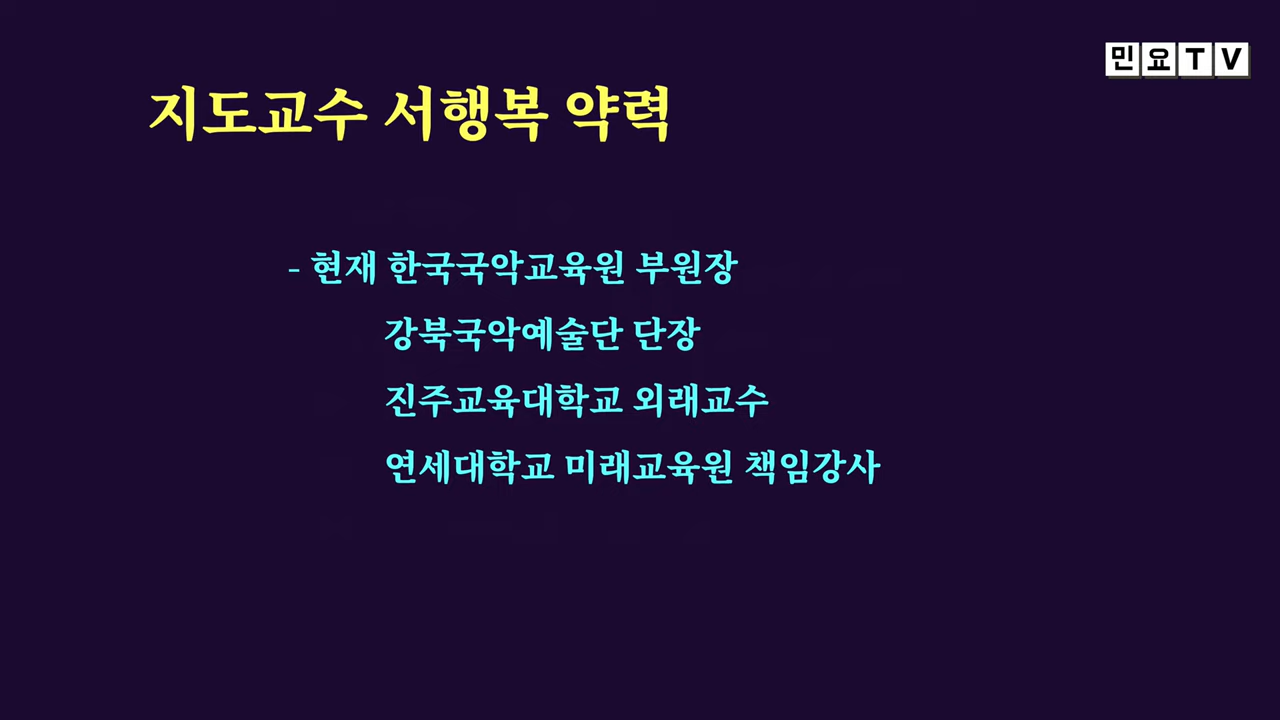 민요TV
지도교수 서행복 약력
- 현재 한국국악교육원 부원장
강북국악예술단 단장
진주교육대학교 외래교수
연세대학교 미래교육원 책임강사